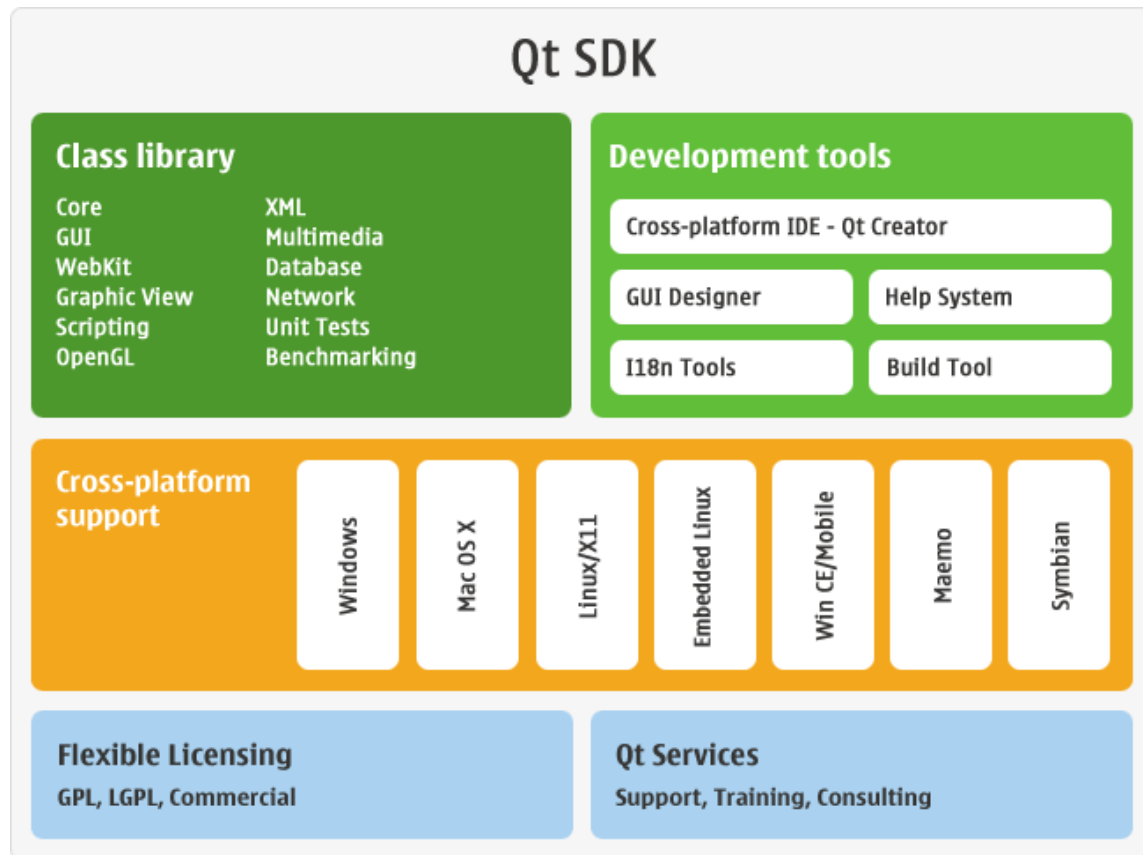 Qt SDK
Class library
Core
GUI
WebKit
Graphic View
Scripting
OpenGL
XML
Multimedia
Database
Network
Unit Tests
Benchmarking
Development tools
Cross-platform IDE - Qt Creator
GUI Designer
Help System
I18n Tools
Build Tool
Cross-platform
support
Windows
Mac OS X
Linux/X11
Embedded Linux
Win CE/Mobile
Maemo
Symbian
Flexible Licensing
GPL, LGPL, Commercial
Qt Services
Support, Training, Consulting